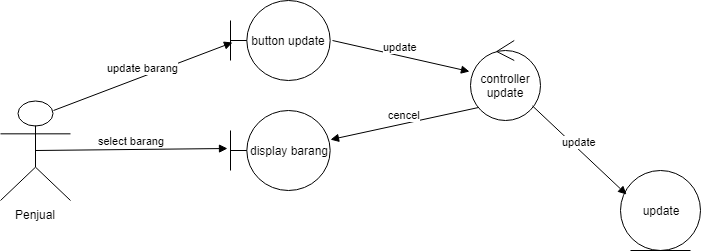 button update
update
update barang
controller
update
cencel
select barang
display barang
update
update
Penjual